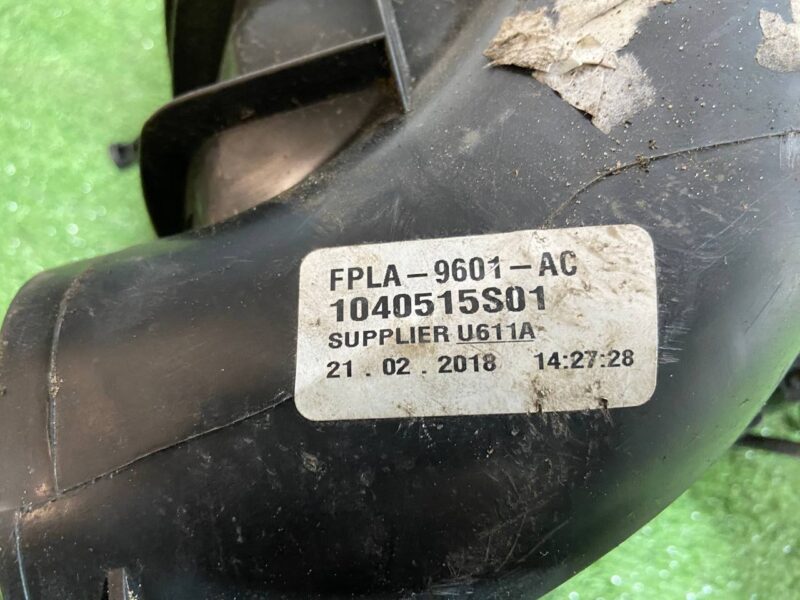 FPLA-9601-AC
1040515S01
SUPPLIER U611A
21.02.2018 14:27:28